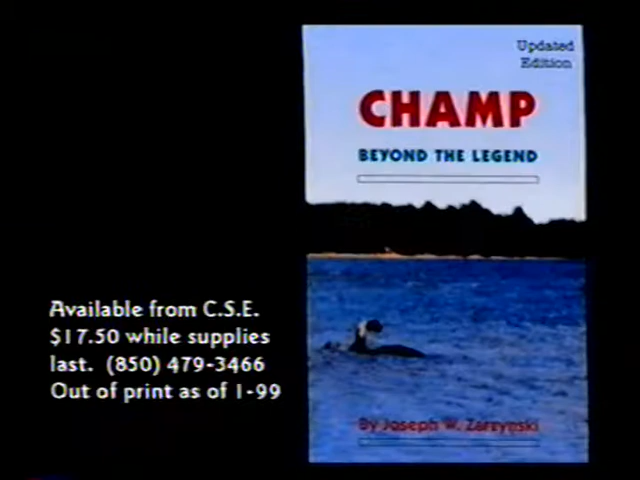 Updated
Edition
CHAMP
BEYOND THE LEGEND
By Joseph W. Zarzynski
Available from C.S.E.
$17.50 while supplies
last. (850) 479-3466
Out of print as of 1-99